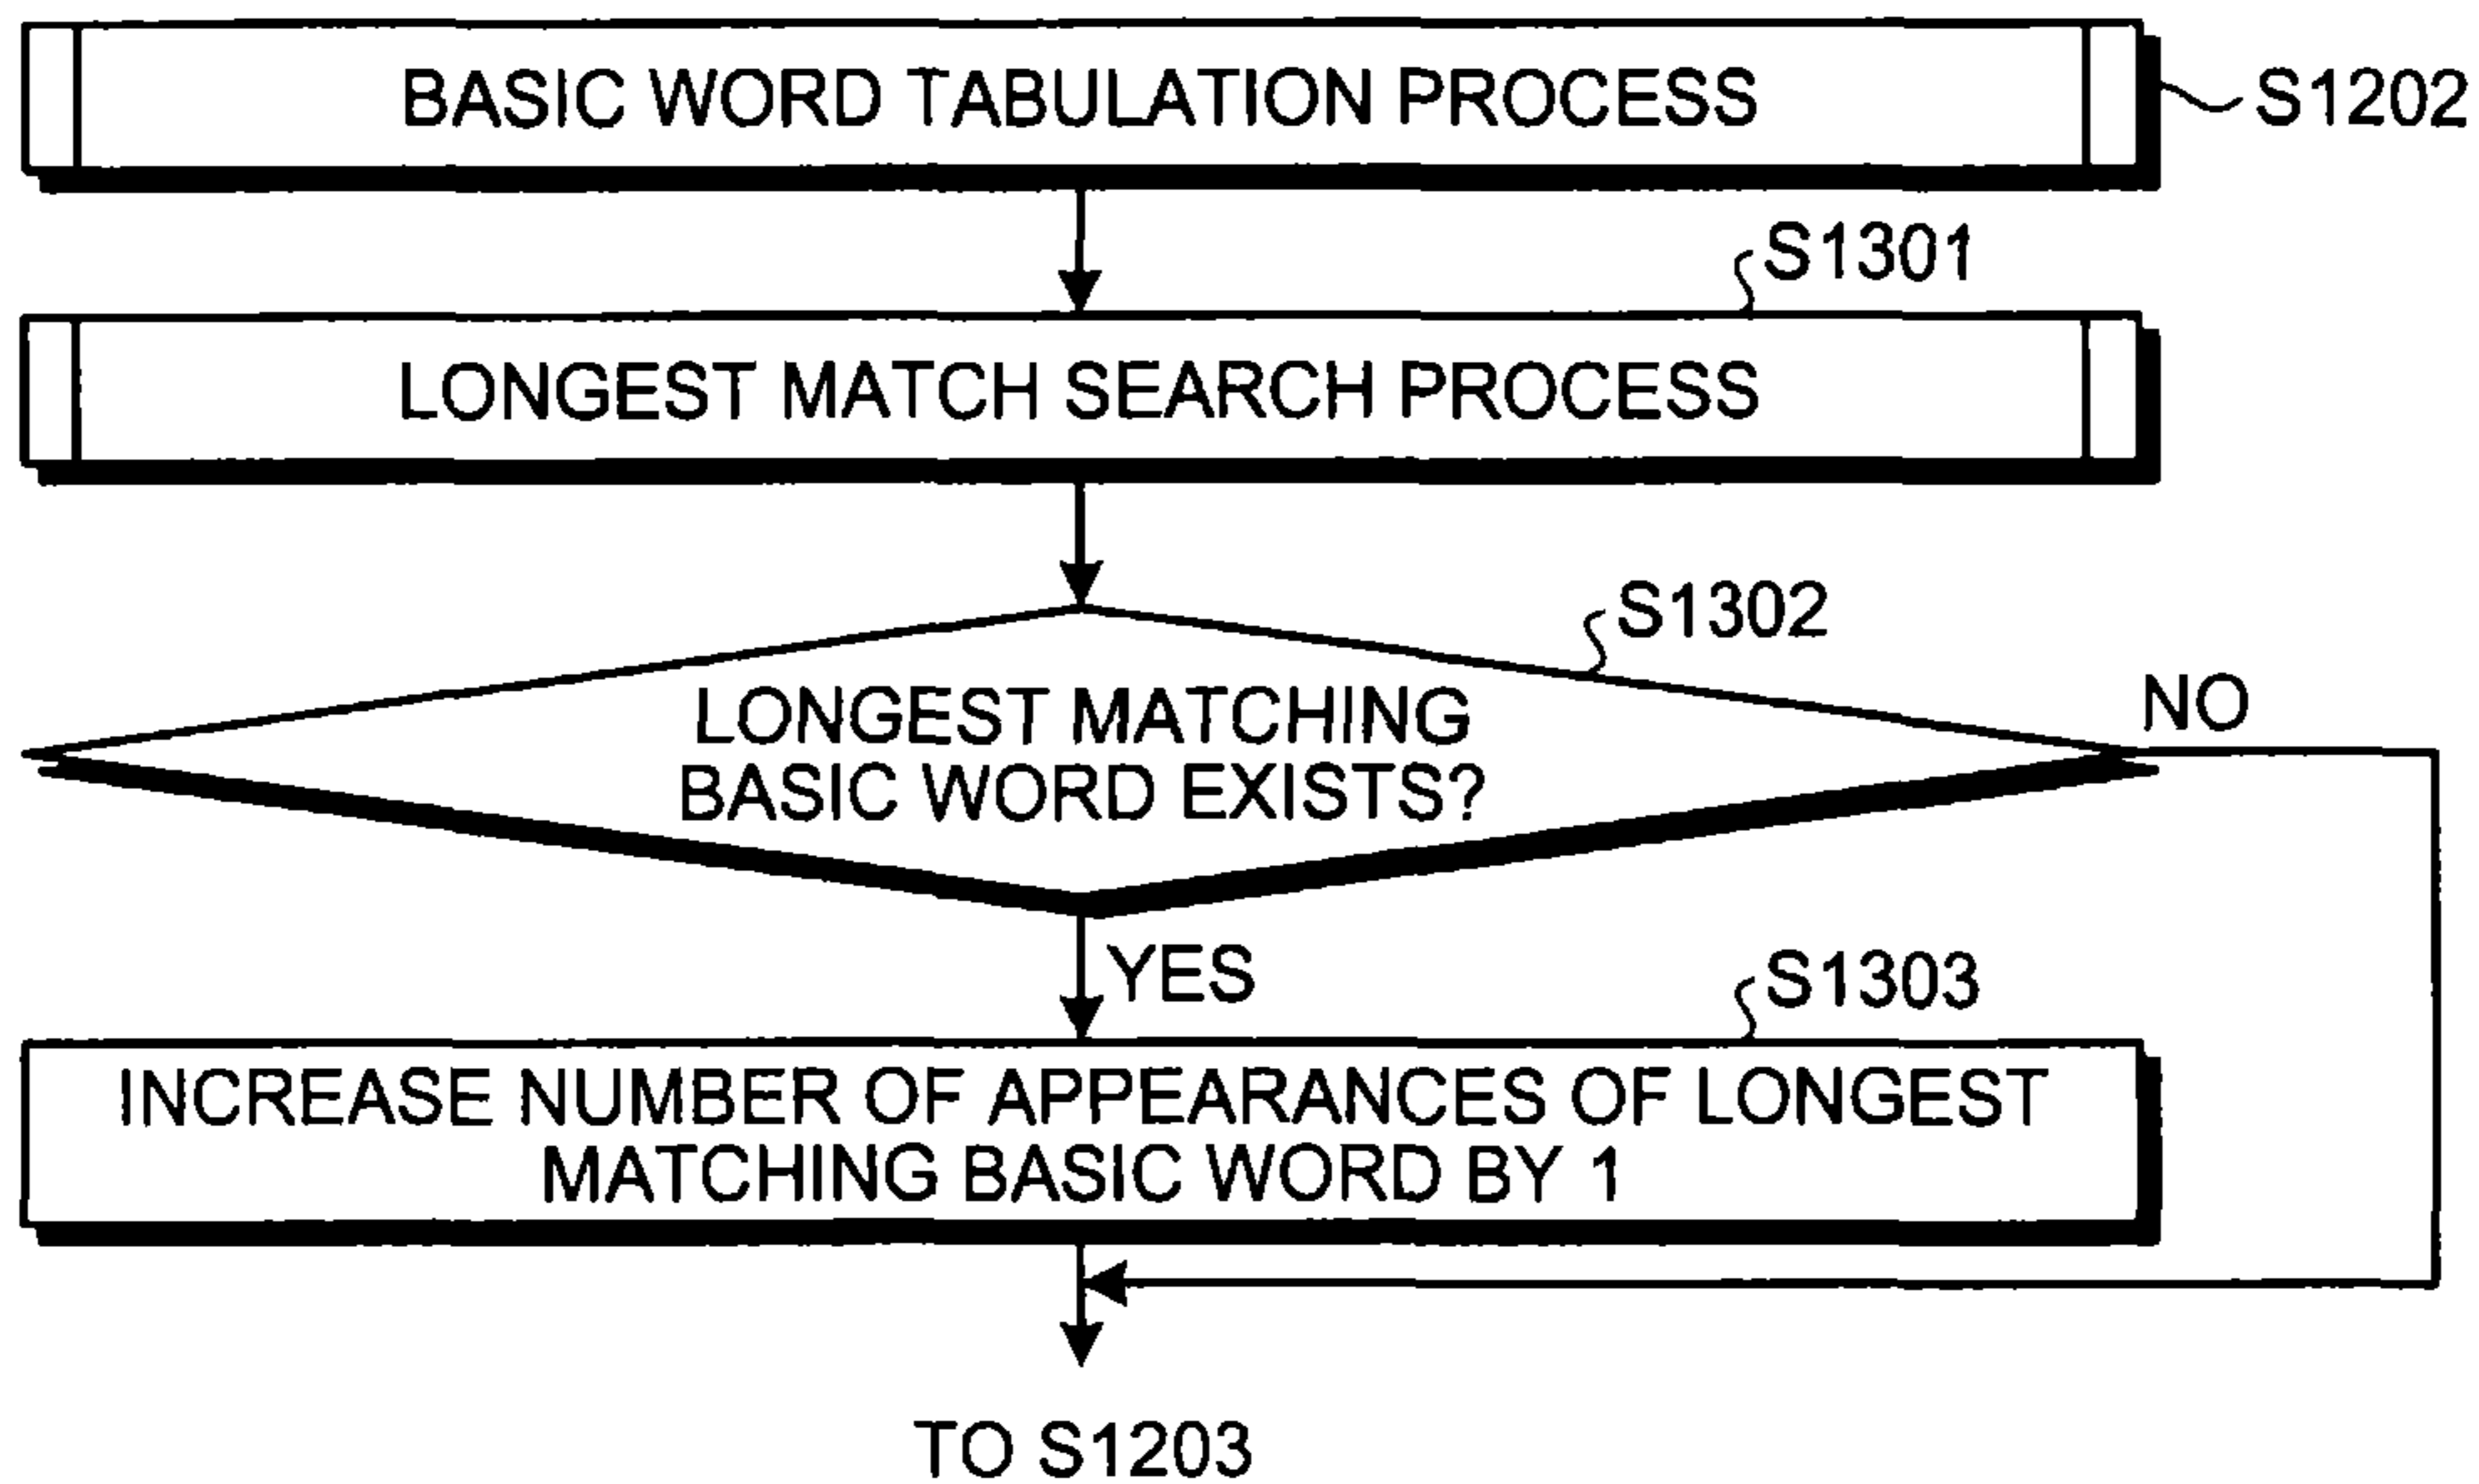 BASIC WORD TABULATION PROCESS
S1202
S1301
LONGEST MATCH SEARCH PROCESS
S1302
LONGEST MATCHING
BASIC WORD EXISTS?
NO
YES
S1303
INCREASE NUMBER OF APPEARANCES OF LONGEST
MATCHING BASIC WORD BY 1
TO S1203